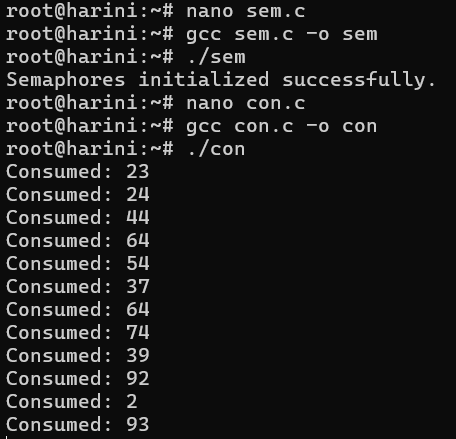 root@harini:~# nano sem.c
root@harini:~# gcc sem.c -o sem
root@harini:~# ./sem
Semaphores initialized successfully.
root@harini:~# nano con.c
root@harini:~# gcc con.c -o con
root@harini:~# ./con
Consumed: 23
Consumed: 24
Consumed: 44
Consumed: 64
Consumed: 54
Consumed: 37
Consumed: 64
Consumed: 74
Consumed: 39
Consumed: 92
Consumed: 2
Consumed: 93